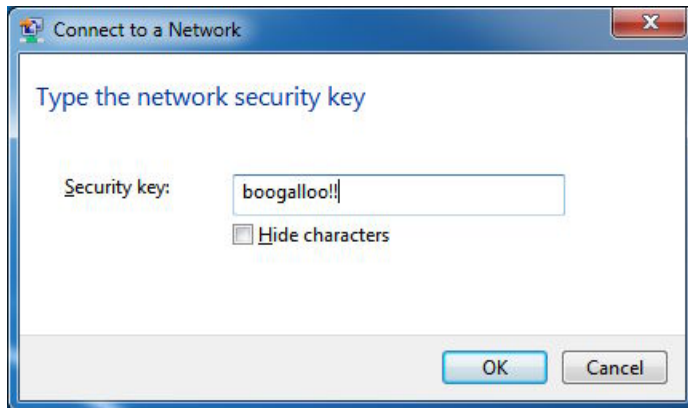 Connect to a Network
Type the network security key
Security key:
boogalloo!!
Hide characters
OK
Cancel